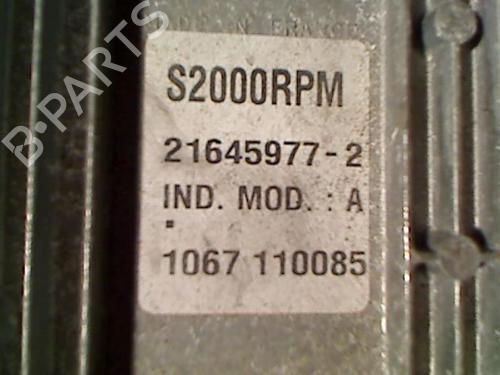 S2000RPM
21645977-2
IND. MOD. : A
1067 110085
B-PARTS